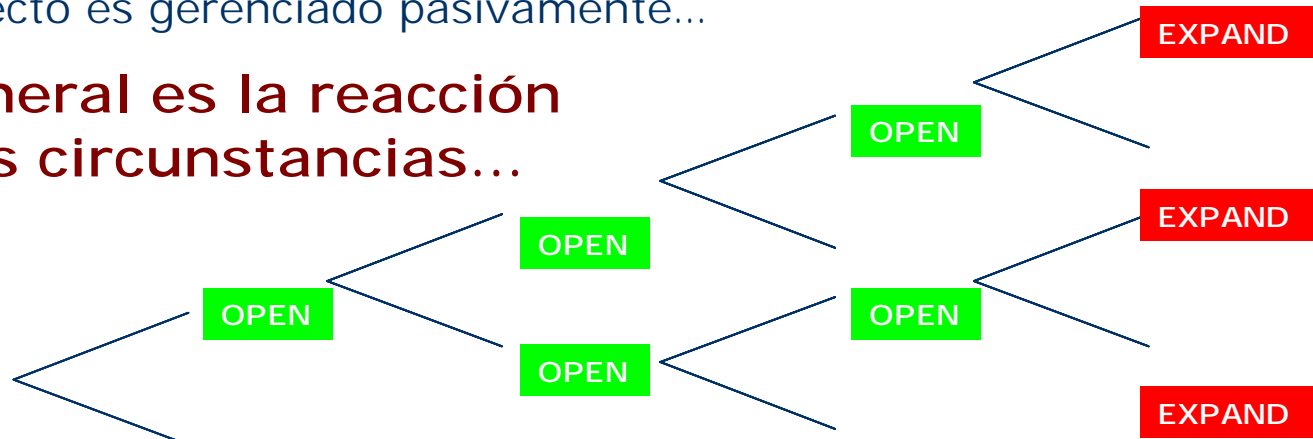 ecto es gerenciado pasivamente...
neral es la reacción
s circunstancias...
EXPAND
OPEN
EXPAND
OPEN
OPEN
OPEN
OPEN
EXPAND